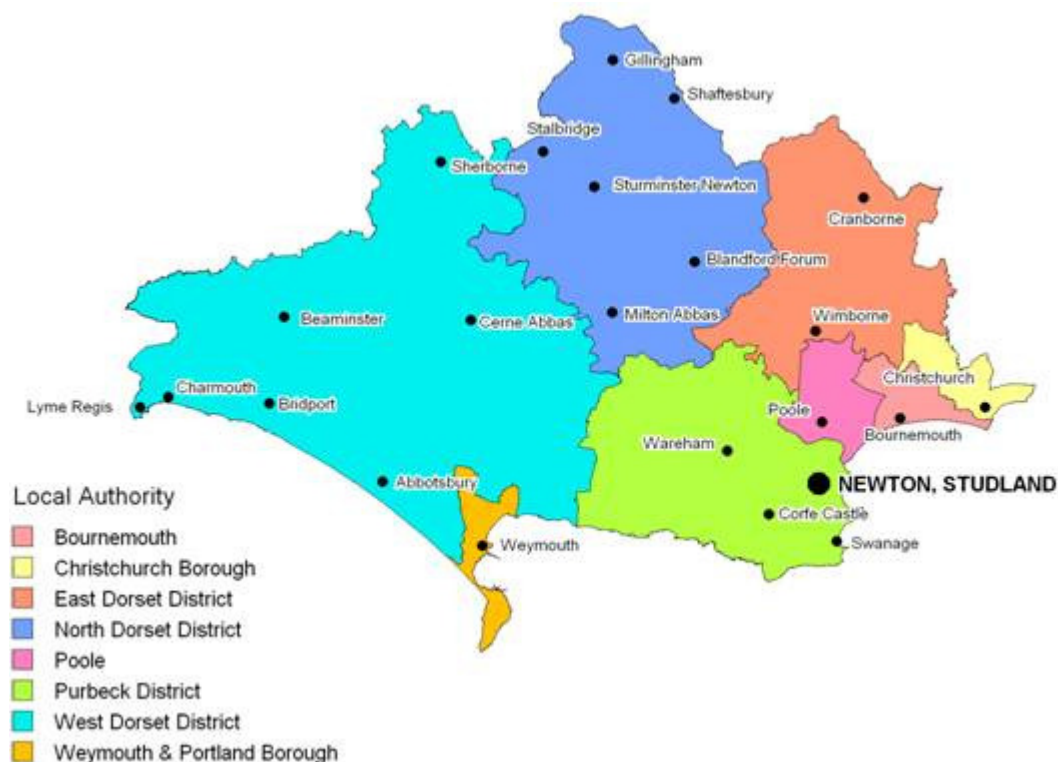 Gillingham
Shaftesbury
Stalbridge
Sherborne
Sturminster Newton
Cranborne
Blandford Forum
Milton Abbas
Beaminster
Cerne Abbas
Wimborne
Christchurch
Charmouth
Lyme Regis
Bridport
Poole
Bournemouth
Wareham
Abbotsbury
NEWTON, STUDLAND
Corfe Castle
Weymouth
Swanage
Local Authority
Bournemouth
Christchurch Borough
East Dorset District
North Dorset District
Poole
Purbeck District
West Dorset District
Weymouth & Portland Borough